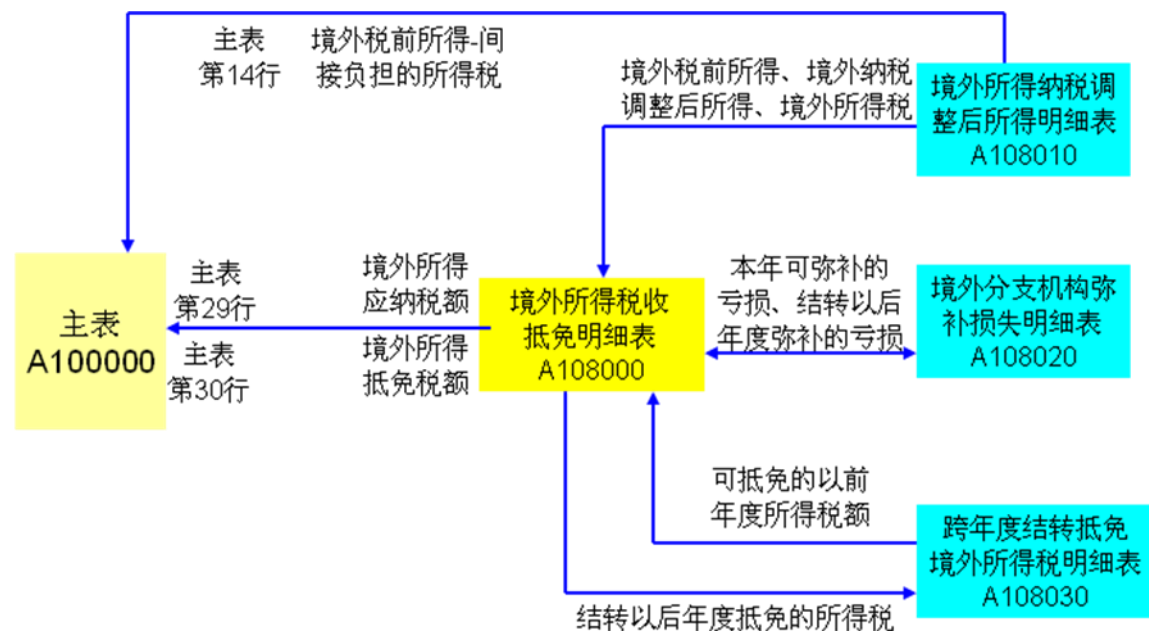 主表
第14行
境外税前所得-间
接负担的所得税
境外税前所得、境外纳税
调整后所得、境外所得税
境外所得纳税调
整后所得明细表
A108010
主表
A100000
主表
第29行
主表
第30行
境外所得
应纳税额
境外所得
抵免税额
境外所得税收
抵免明细表
A108000
本年可弥补的
亏损、结转以后
年度弥补的亏损
境外分支机构弥
补损失明细表
A108020
可抵免的以前
年度所得税额
跨年度结转抵免
境外所得税明细表
A108030
结转以后年度抵免的所得税